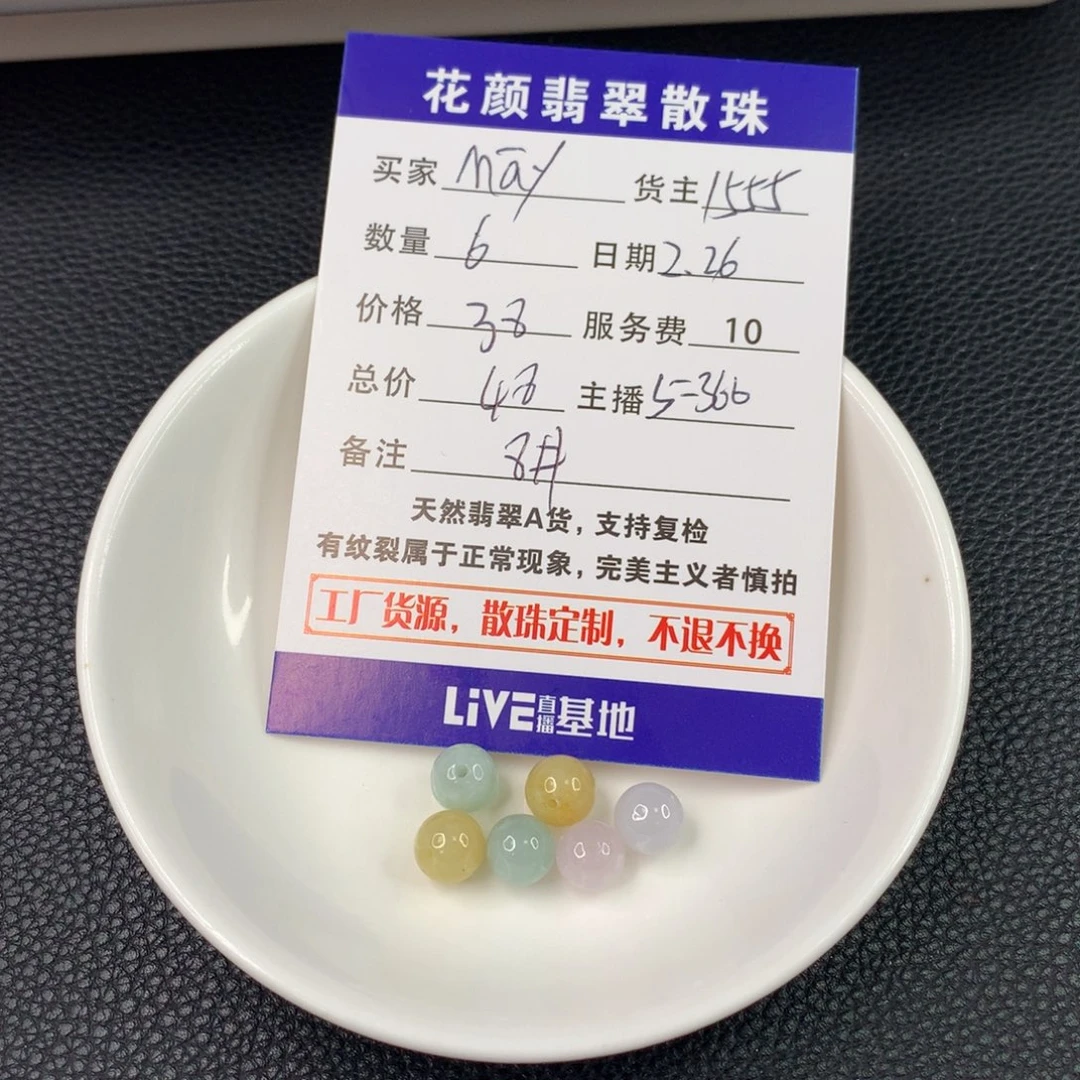 花颜翡翠散珠
买家 may 货主 1555
数量 6 日期 2.26
价格 38 服务费 10
总价 48 主播 5-366
备注 8#
天然翡翠A货，支持复检
有纹裂属于正常现象，完美主义者慎拍
工厂货源，散珠定制，不退不换
LiVE直播基地